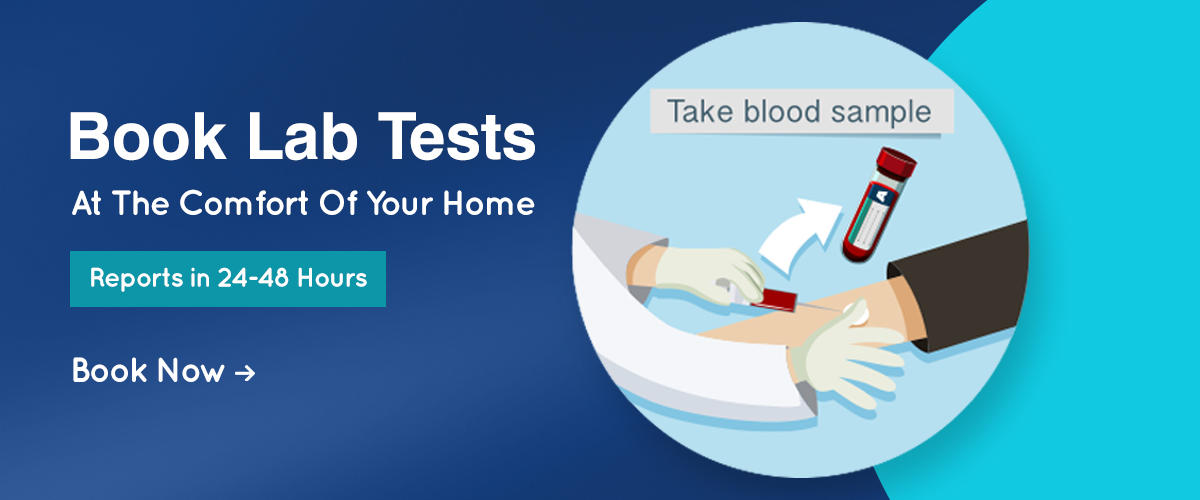 Book Lab Tests
At The Comfort Of Your Home
Reports in 24-48 Hours
Book Now →
Take blood sample